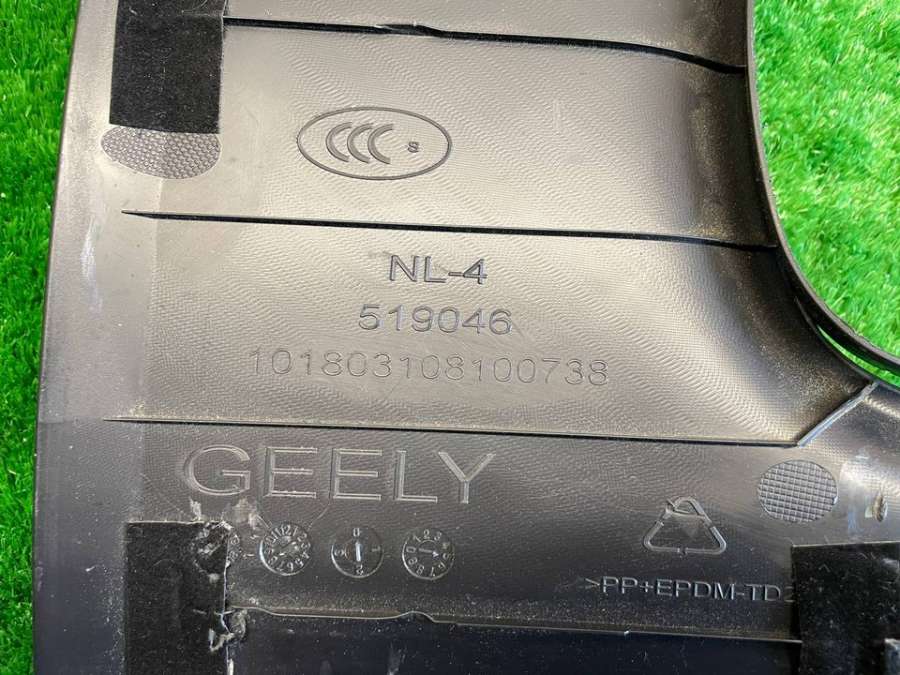 CCC S
NL-4
519046
101803108100738
GEELY
>PP+EPDM-TD